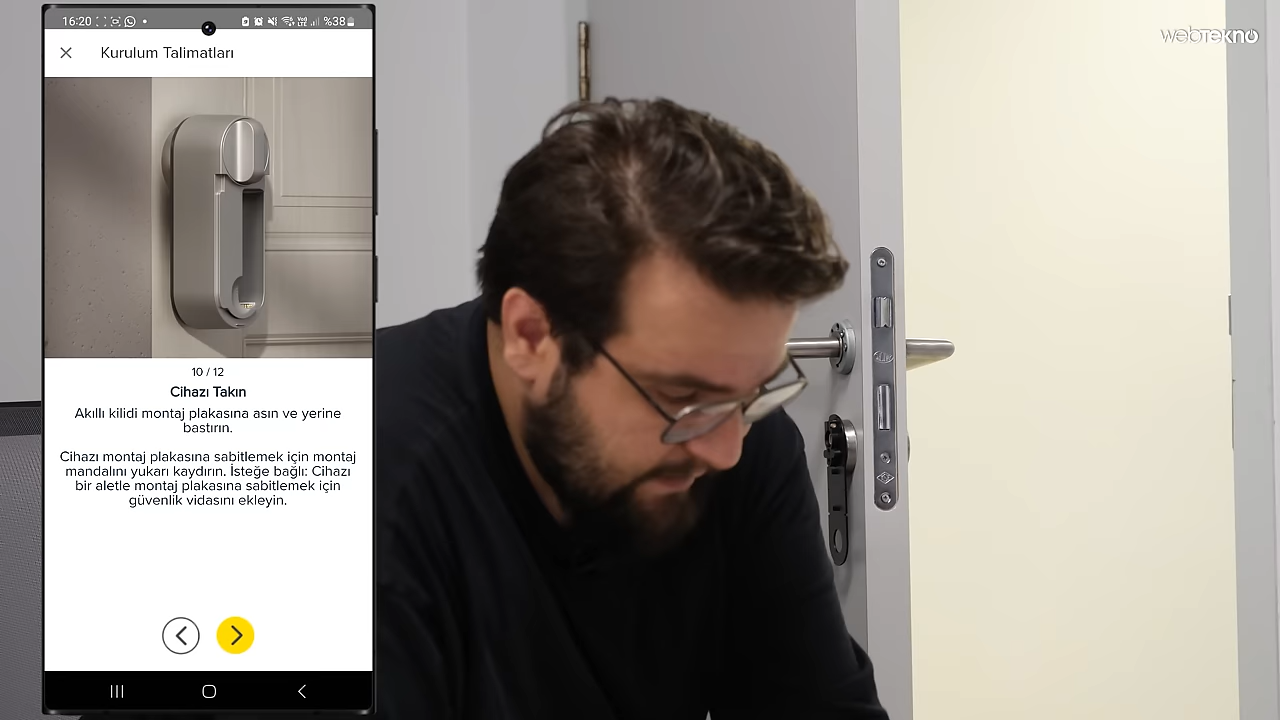 16:20
%38
webtekno
Kurulum Talimatları
10 / 12
Cihazı Takın
Akıllı kilidi montaj plakasına asın ve yerine
bastırın.
Cihazı montaj plakasına sabitlemek için montaj
mandalını yukarı kaydırın. İsteğe bağlı: Cihazı
bir aletle montaj plakasına sabitlemek için
güvenlik vidasını ekleyin.